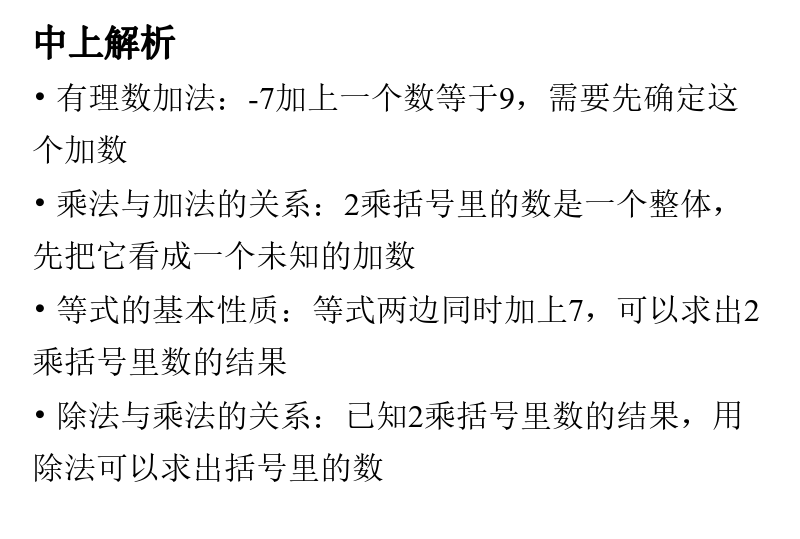 中上解析
• 有理数加法：-7加上一个数等于9，需要先确定这
个加数
• 乘法与加法的关系：2乘括号里的数是一个整体，
先把它看成一个未知的加数
• 等式的基本性质：等式两边同时加上7，可以求出2
乘括号里数的结果
• 除法与乘法的关系：已知2乘括号里数的结果，用
除法可以求出括号里的数